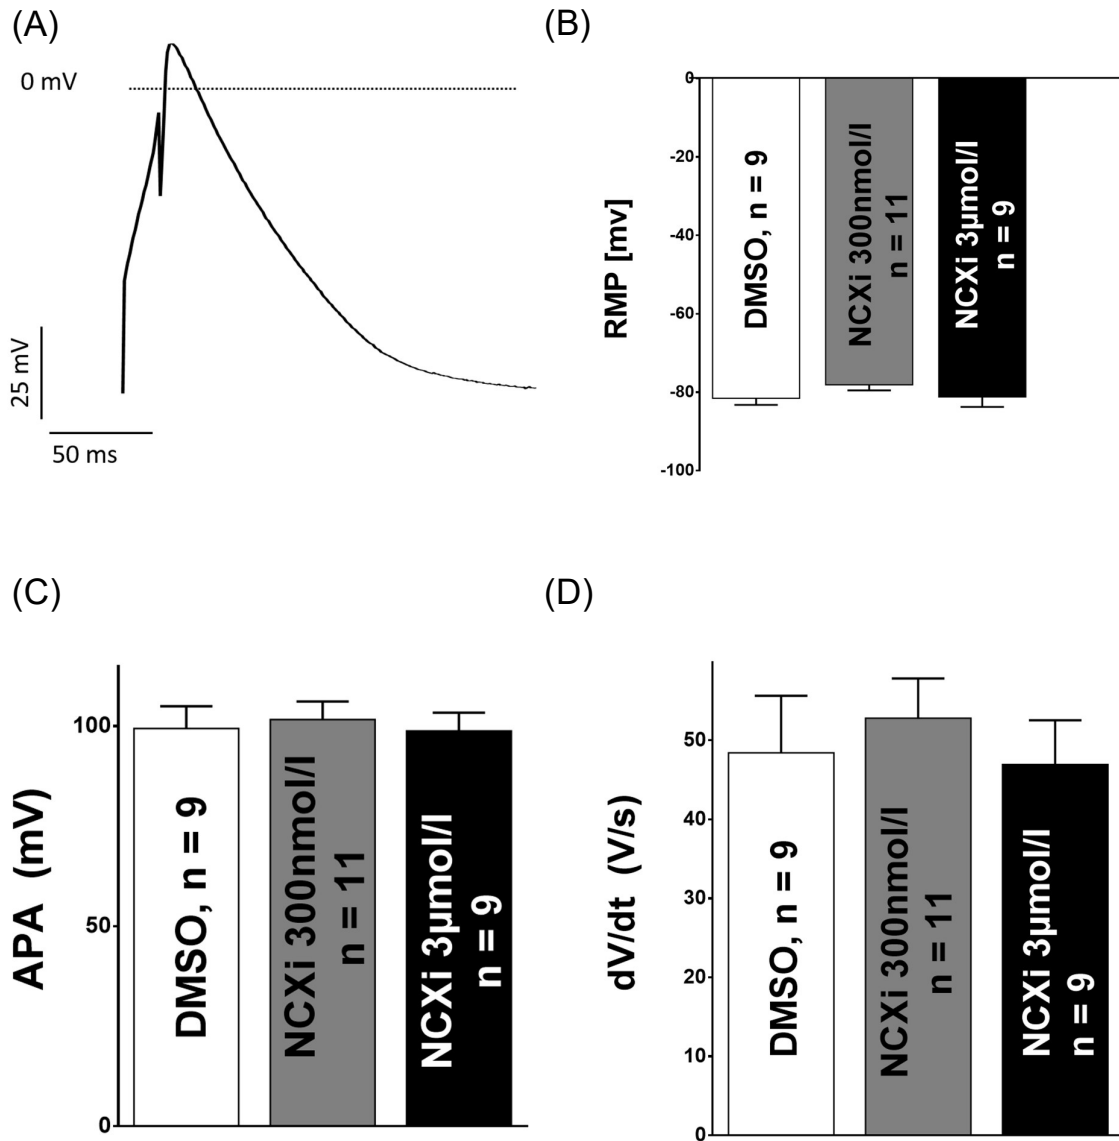 (A)
0 mV
25 mV
50 ms
(B)
RMP [mv]
0
-20
-40
-60
-80
-100
DMSO, n = 9
NCXi 300nmol/l
n = 11
NCXi 3µmol/l
n = 9
(C)
APA (mV)
100
50
0
DMSO, n = 9
NCXi 300nmol/l
n = 11
NCXi 3µmol/l
n = 9
(D)
dV/dt (V/s)
50
40
30
20
10
0
DMSO, n = 9
NCXi 300nmol/l
n = 11
NCXi 3µmol/l
n = 9